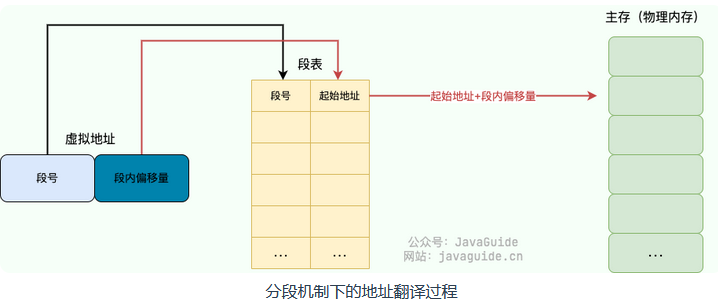 主存（物理内存）
段表
段号
起始地址
起始地址+段内偏移量
虚拟地址
段号
段内偏移量
...
...
...
公众号：JavaGuide
网站：javaguide.cn
分段机制下的地址翻译过程